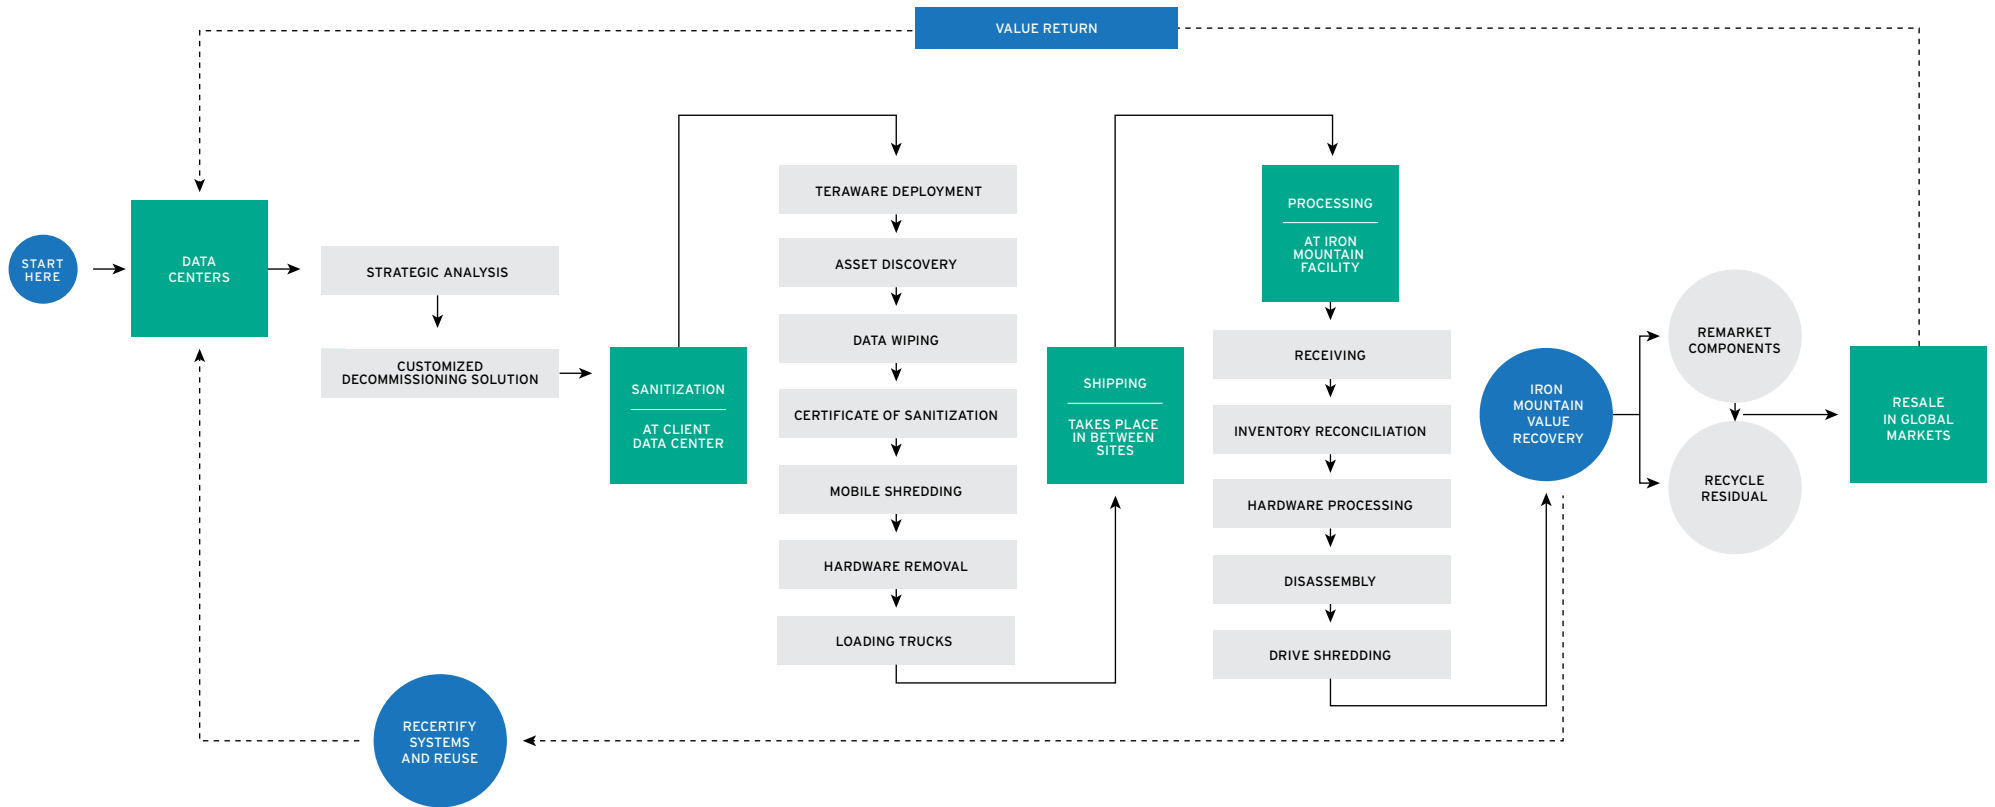 VALUE RETURN
START
HERE
DATA
CENTERS
STRATEGIC ANALYSIS
CUSTOMIZED
DECOMMISSIONING SOLUTION
SANITIZATION
AT CLIENT
DATA CENTER
TERAWARE DEPLOYMENT
ASSET DISCOVERY
DATA WIPING
CERTIFICATE OF SANITIZATION
MOBILE SHREDDING
HARDWARE REMOVAL
LOADING TRUCKS
SHIPPING
TAKES PLACE
IN BETWEEN
SITES
PROCESSING
AT IRON
MOUNTAIN
FACILITY
RECEIVING
INVENTORY RECONCILIATION
HARDWARE PROCESSING
DISASSEMBLY
DRIVE SHREDDING
IRON
MOUNTAIN
VALUE
RECOVERY
REMARKET
COMPONENTS
RECYCLE
RESIDUAL
RESALE
IN GLOBAL
MARKETS
RECERTIFY
SYSTEMS
AND REUSE